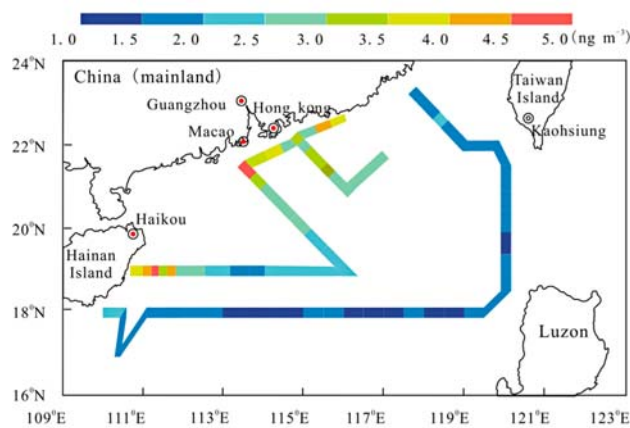 1.0 1.5 2.0 2.5 3.0 3.5 4.0 4.5 5.0 (ng m⁻³)
24°N
China (mainland)
Taiwan
Island
Guangzhou
Hong kong
Kaohsiung
Macao
22°N
20°N
Haikou
Hainan
Island
18°N
Luzon
16°N
109°E 111°E 113°E 115°E 117°E 119°E 121°E 123°E